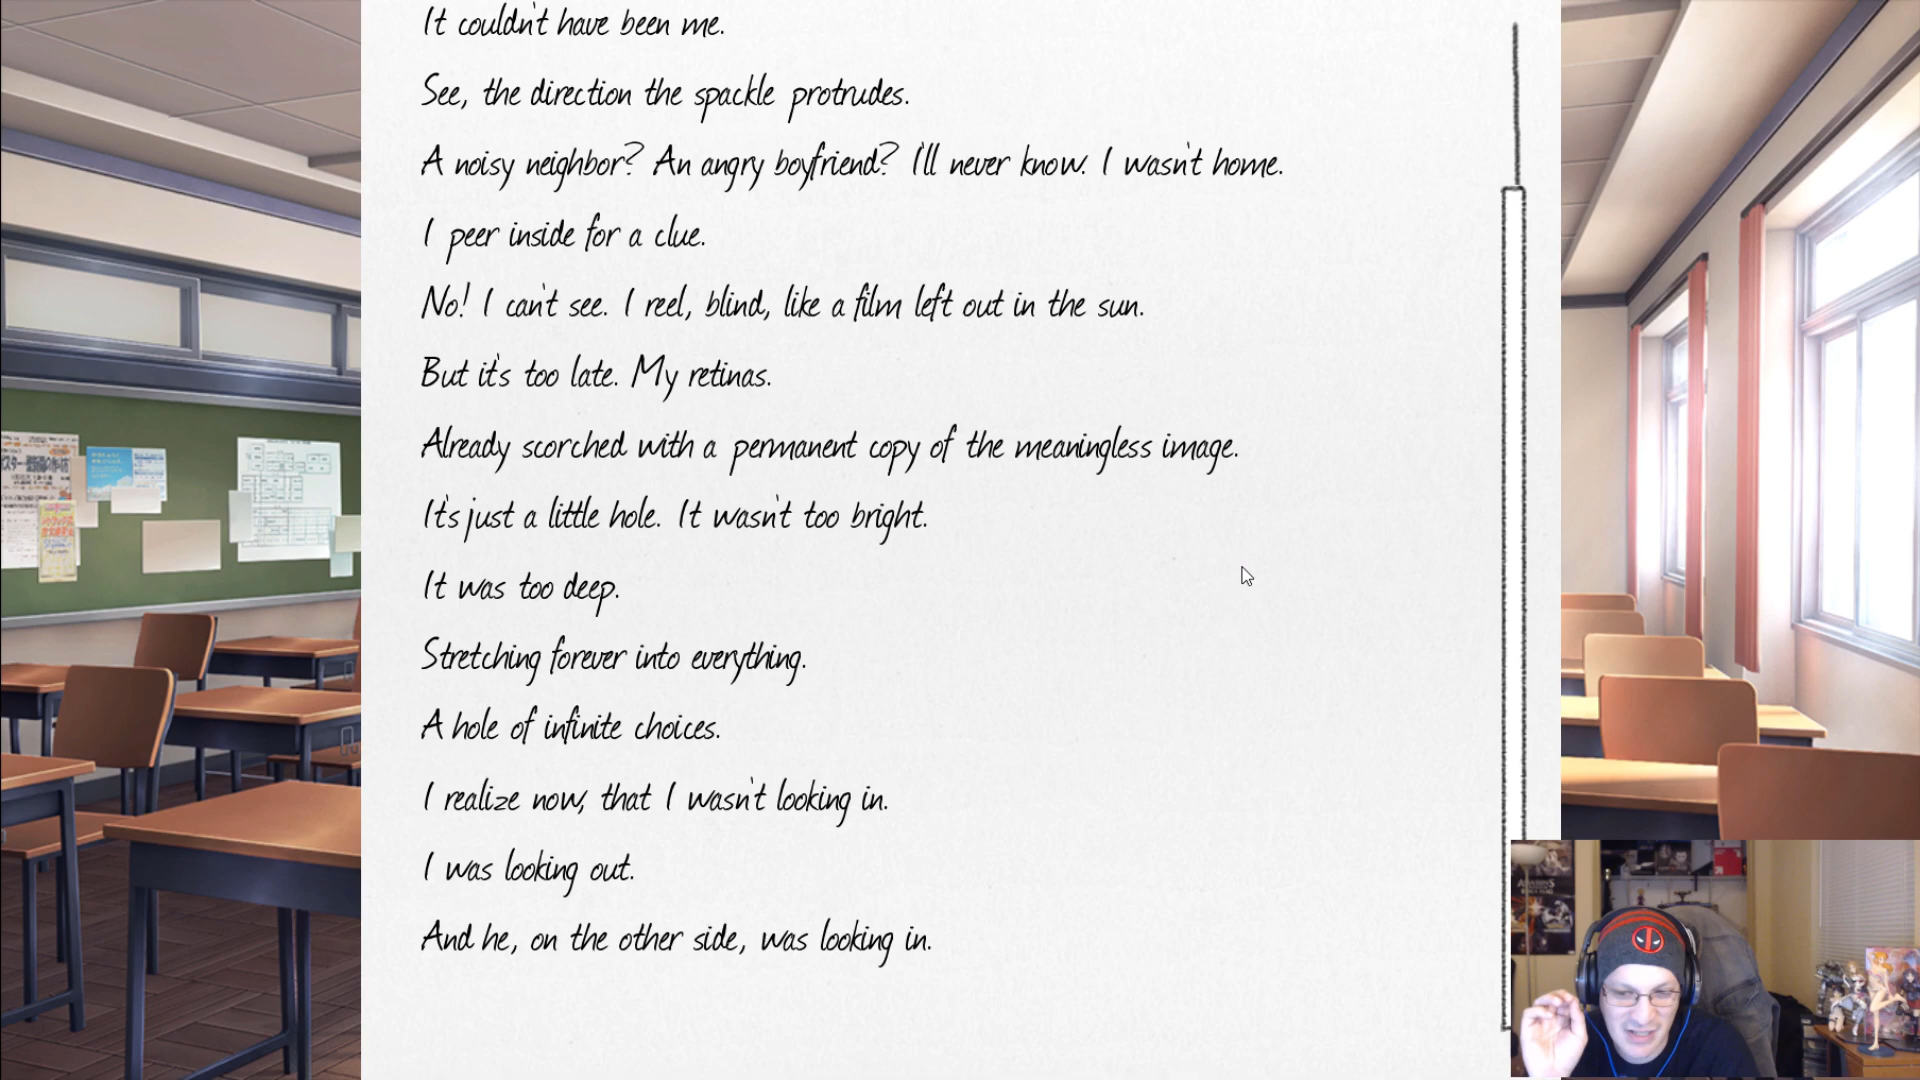 It couldn't have been me.
See, the direction the spackle protrudes.
A noisy neighbor? An angry boyfriend? I'll never know. I wasn't home.
I peer inside for a clue.
No! I can't see. I reel, blind, like a film left out in the sun.
But it's too late. My retinas.
Already scorched with a permanent copy of the meaningless image.
It's just a little hole. It wasn't too bright.
It was too deep.
Stretching forever into everything.
A hole of infinite choices.
I realize now, that I wasn't looking in.
I was looking out.
And he, on the other side, was looking in.